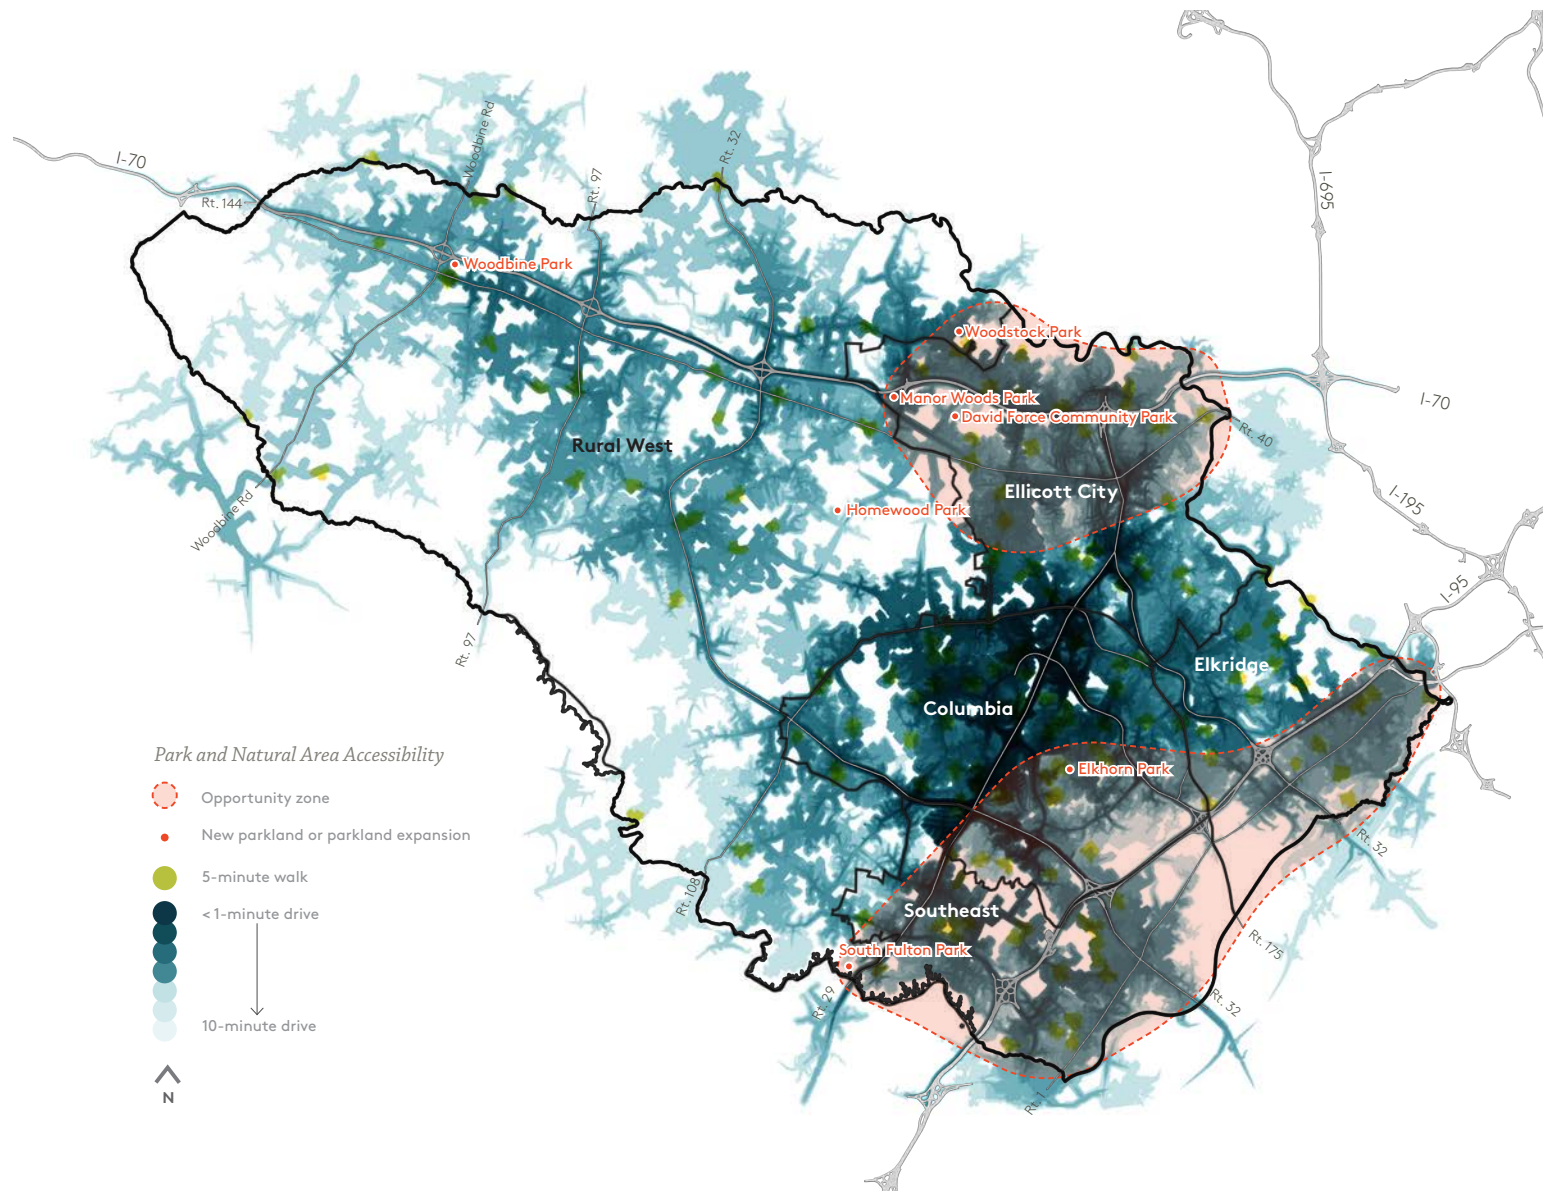 Woodbine Rd
Rt. 32
I-70
Rt. 97
I-695
Rt. 144
Woodbine Park
Woodstock Park
Manor Woods Park
I-70
David Force Community Park
Rt. 40
Rural West
Ellicott City
I-195
Homewood Park
Woodbine Rd
I-95
Rt. 97
Elkridge
Columbia
Elkhorn Park
Park and Natural Area Accessibility
Opportunity zone
New parkland or parkland expansion
5-minute walk
< 1-minute drive
10-minute drive
N
Rt. 32
Rt. 108
Southeast
South Fulton Park
Rt. 175
Rt. 29
Rt. 32
Rt. 1